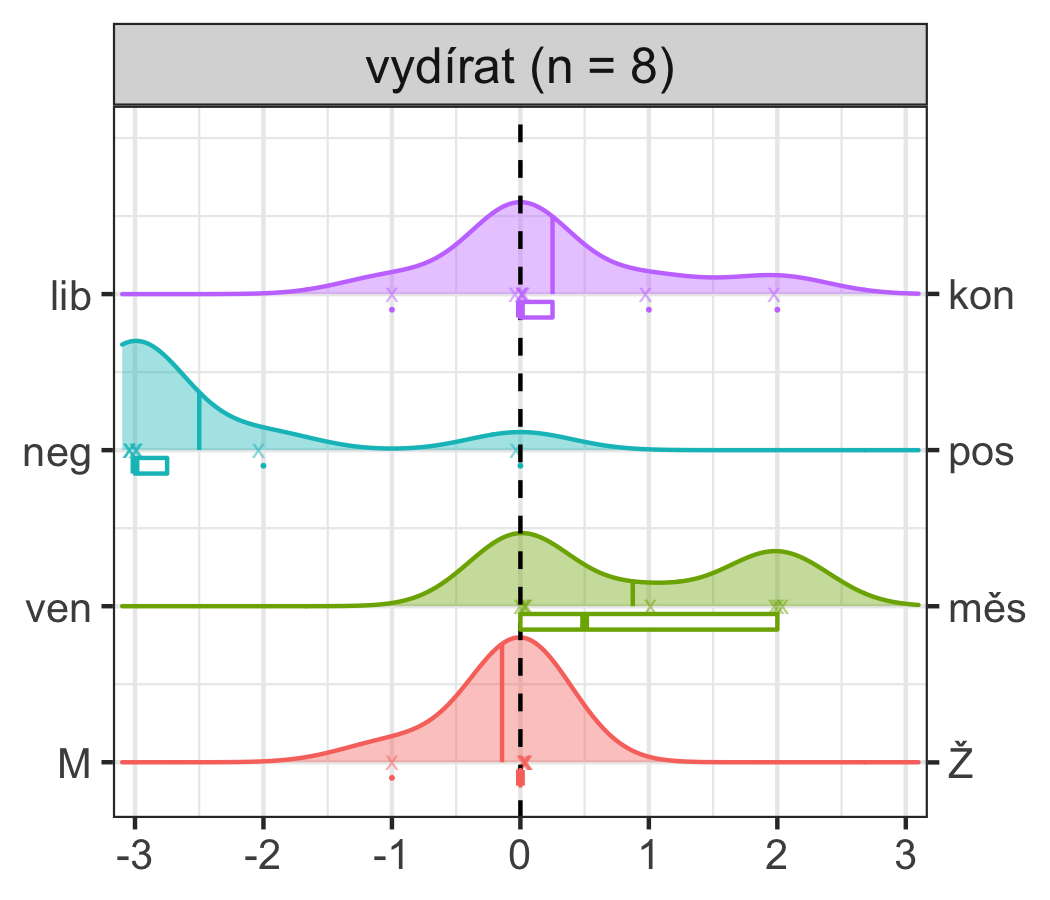 vydírat (n = 8)
lib kon
neg pos
ven měs
M Ž
-3 -2 -1 0 1 2 3